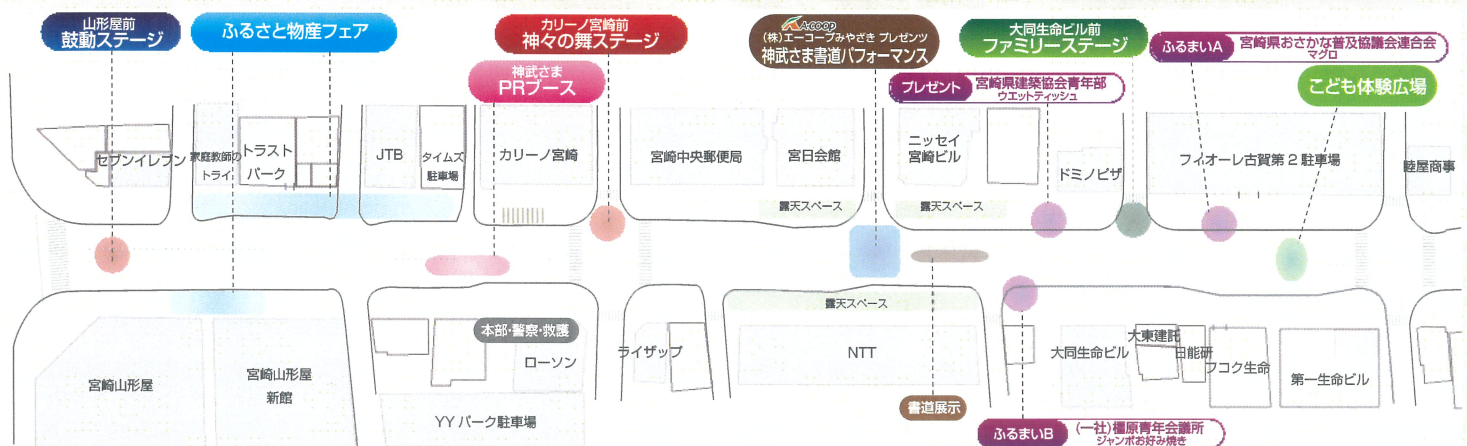 山形屋前
鼓動ステージ
ふるさと物産フェア
カリーノ宮崎前
神々の舞ステージ
神武さま
PRブース
A・COOP
(株)エーコープみやざき プレゼンツ
神武さま書道パフォーマンス
大同生命ビル前
ファミリーステージ
プレゼント
宮崎県建築協会青年部
ウエットティッシュ
ふるまいA
宮崎県おさかな普及協議会連合会
マグロ
こども体験広場
セブンイレブン
家庭教師の
トライ
トラスト
パーク
JTB
タイムズ
駐車場
カリーノ宮崎
宮崎中央郵便局
宮日会館
ニッセイ
宮崎ビル
ドミノピザ
フィオーレ古賀第2駐車場
陸屋商事
露天スペース
露天スペース
露天スペース
宮崎山形屋
宮崎山形屋
新館
本部・警察・救護
ローソン
YYパーク駐車場
ライザップ
NTT
書道展示
大同生命ビル
大東建託
日能研
フコク生命
第一生命ビル
ふるまいB
(一社)橿原青年会議所
ジャンボお好み焼き